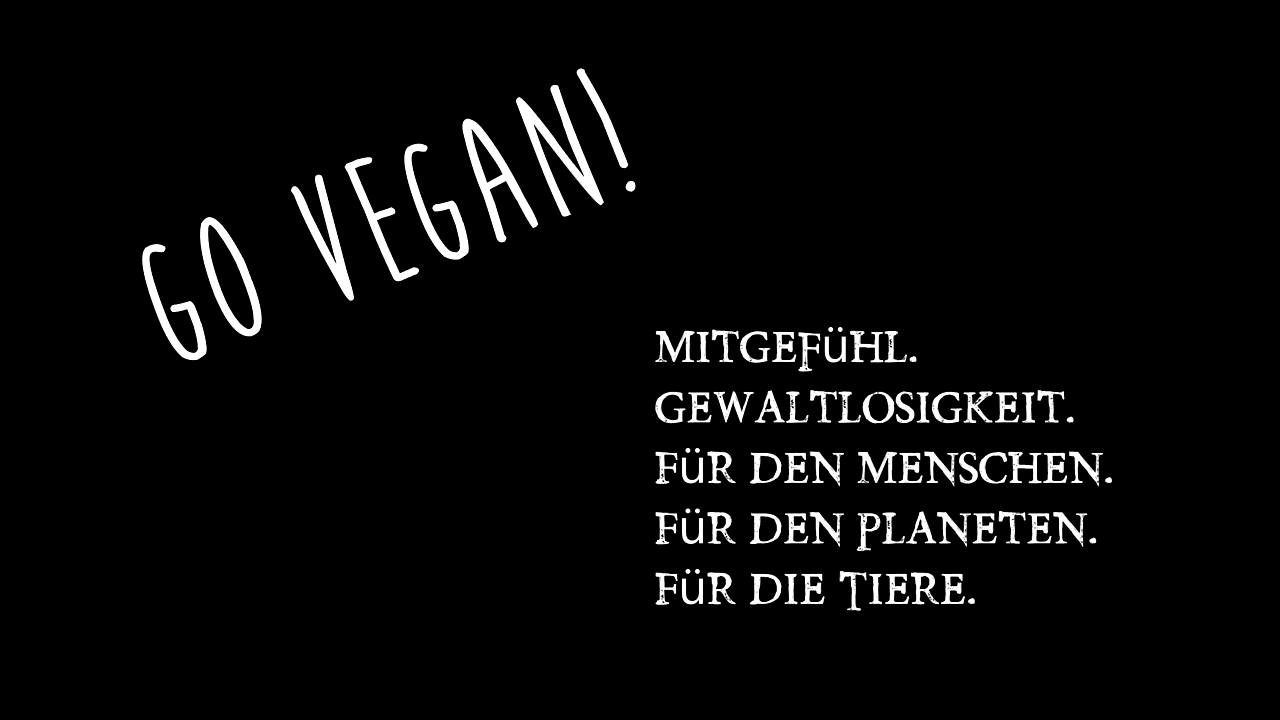 GO VEGAN!
MITGEFÜHL.
GEWALTLOSIGKEIT.
FÜR DEN MENSCHEN.
FÜR DEN PLANETEN.
FÜR DIE TIERE.